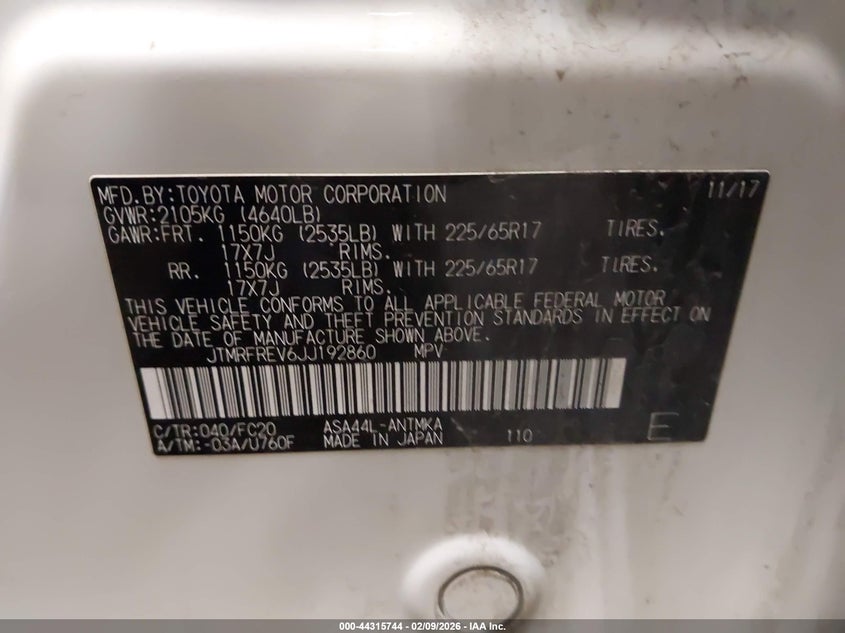 MFD.BY:TOYOTA MOTOR CORPORATION 11/17
GVWR:2105KG (4640LB)
GAWR:FRT. 1150KG (2535LB) WITH 225/65R17 TIRES.
17X7J RIMS.
RR. 1150KG (2535LB) WITH 225/65R17 TIRES.
17X7J RIMS.
THIS VEHICLE CONFORMS TO ALL APPLICABLE FEDERAL MOTOR
VEHICLE SAFETY AND THEFT PREVENTION STANDARDS IN EFFECT ON
THE DATE OF MANUFACTURE SHOWN ABOVE.
JTMRFREV6JJ192860 MPV
C/TR:040/FC20 ASA44L-ANTMKA
A/TM:-03A/U760F MADE IN JAPAN 110 E
000-44315744 | 02/09/2026 - IAA Inc.